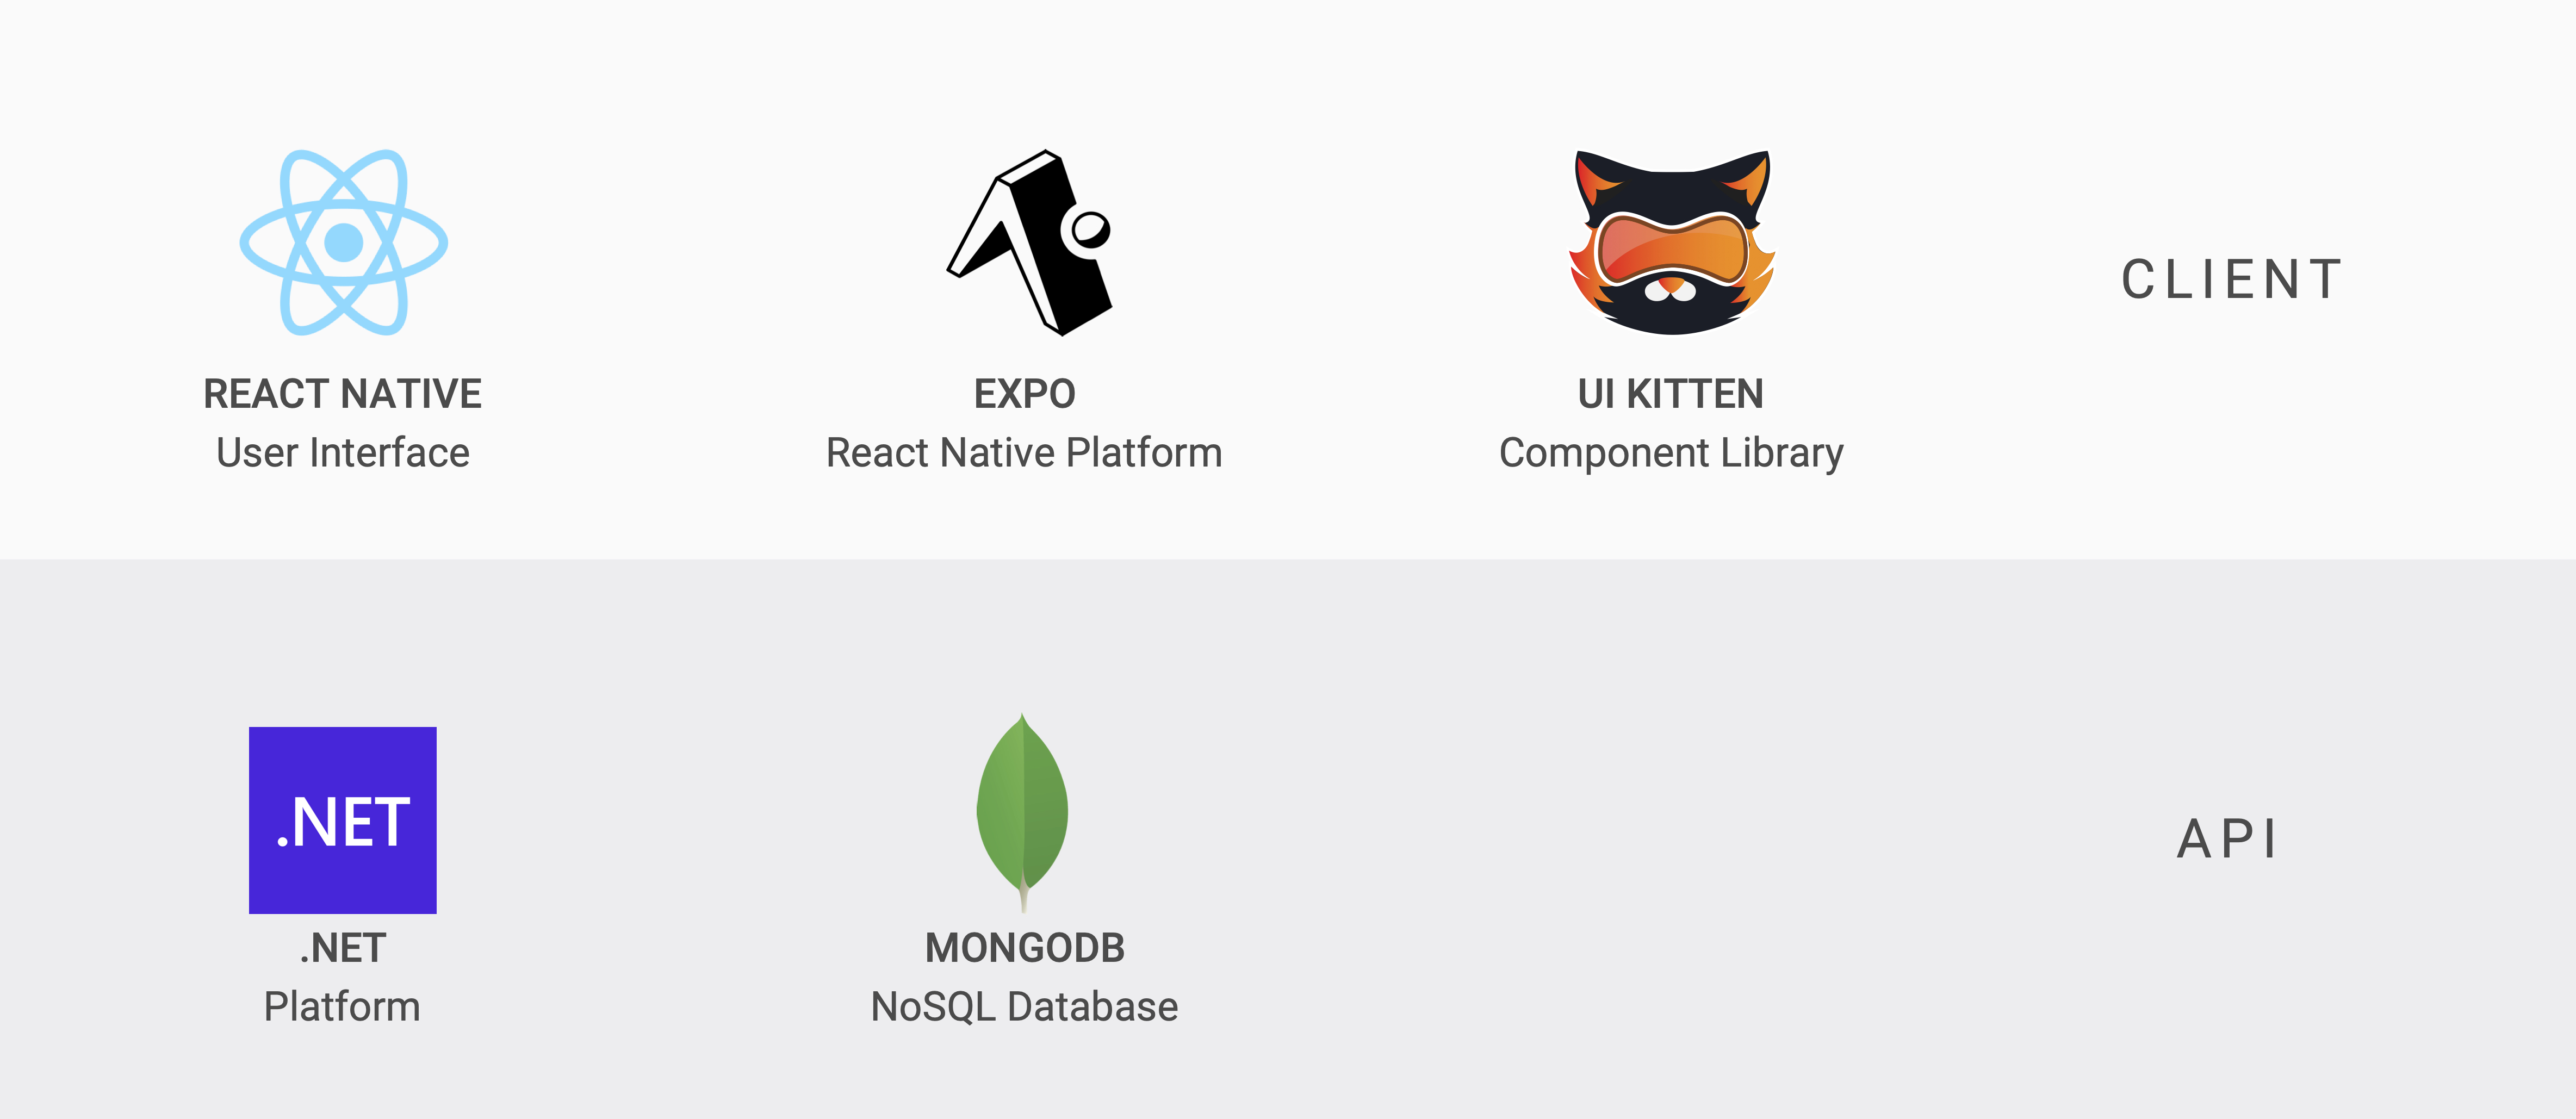 REACT NATIVE
User Interface
EXPO
React Native Platform
UI KITTEN
Component Library
CLIENT
.NET
.NET
Platform
MONGODB
NoSQL Database
API